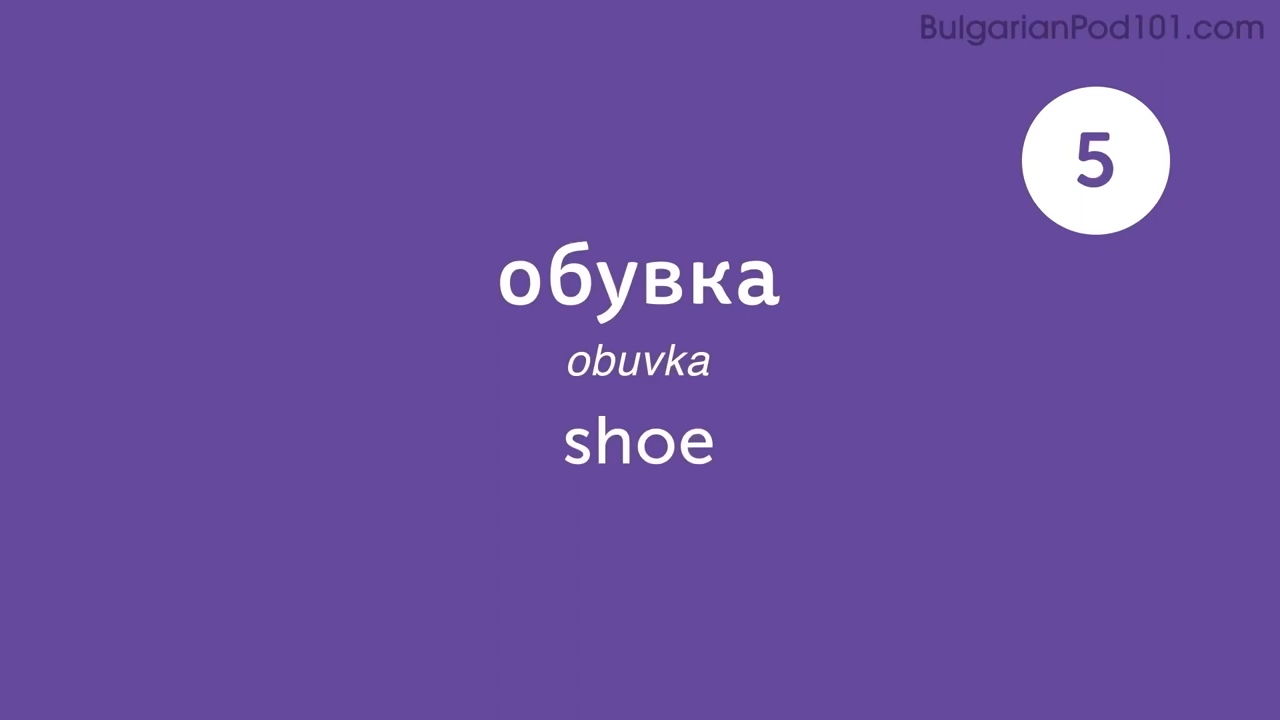 BulgarianPod101.com
5
обувка
obuvka
shoe